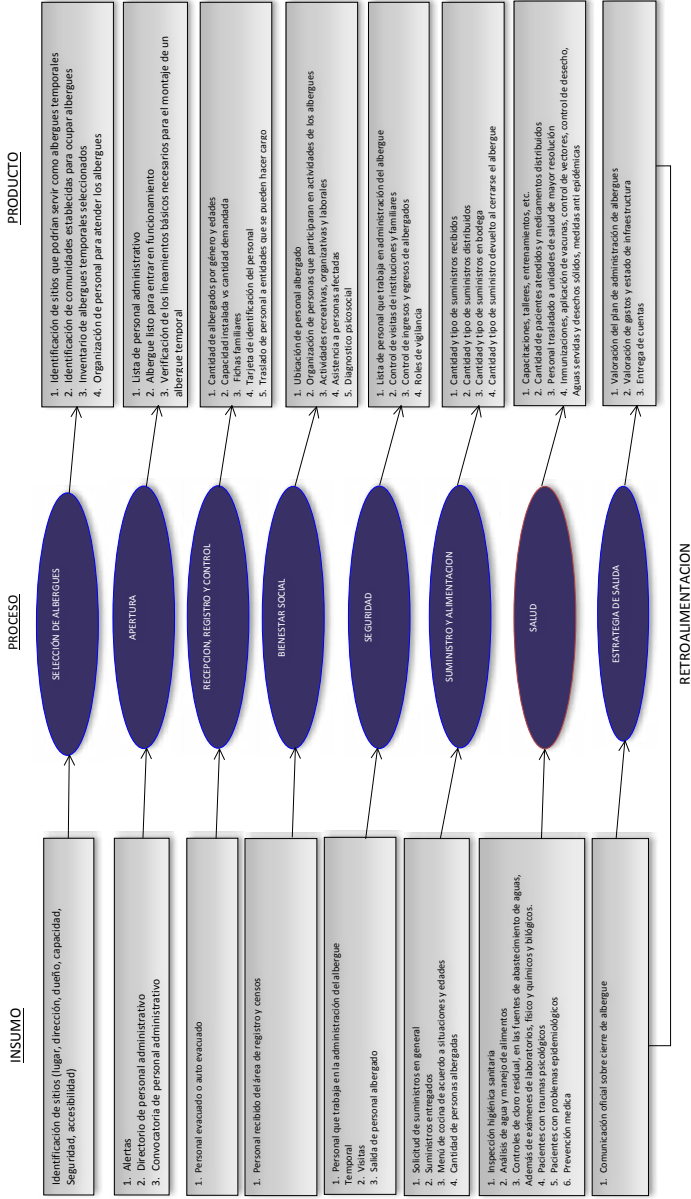 INSUMO
PROCESO
PRODUCTO
Identificación de sitios (lugar, dirección, dueño, capacidad,
Seguridad, accesibilidad)
SELECCIÓN DE ALBERGUES
1. Identificación de sitios que podrían servir como albergues temporales
2. Identificación de comunidades establecidas para ocupar albergues
3. Inventario de albergues temporales seleccionados
4. Organización de personal para atender los albergues
1. Alertas
2. Directorio de personal administrativo
3. Convocatoria de personal administrativo
APERTURA
1. Lista de personal administrativo
2. Albergue listo para entrar en funcionamiento
3. Verificación de los lineamientos básicos necesarios para el montaje de un
albergue temporal
1. Personal evacuado o auto evacuado
RECEPCION, REGISTRO Y CONTROL
1. Cantidad de albergados por género y edades
2. Capacidad instalada vs cantidad demandada
3. Fichas familiares
4. Tarjeta de identificación del personal
5. Traslado de personal a entidades que se pueden hacer cargo
1. Personal recibido del área de registro y censos
BIENESTAR SOCIAL
1. Ubicación de personal albergado
2. Organización de personas que participaran en actividades de los albergues
3. Actividades recreativas, organizativas y laborales
4. Asistencia a personas afectadas
5. Diagnostico psicosocial
1. Personal que trabaja en la administración del albergue
Temporal
2. Visitas
3. Salida de personal albergado
SEGURIDAD
1. Lista de personal que trabaja en administración del albergue
2. Control de visitas de instituciones y familiares
3. Control de ingresos y egresos de albergados
4. Roles de vigilancia
1. Solicitud de suministros en general
2. Suministros entregados
3. Menú de cocina de acuerdo a situaciones y edades
4. Cantidad de personas albergadas
SUMINISTRO Y ALIMENTACION
1. Cantidad y tipo de suministros recibidos
2. Cantidad y tipo de suministros distribuidos
3. Cantidad y tipo de suministros en bodega
4. Cantidad y tipo de suministro devuelto al cerrarse el albergue
1. Inspección higiénica sanitaria
2. Análisis de agua y manejo de alimentos
3. Controles de cloro residual, en las fuentes de abastecimiento de aguas,
Además de exámenes de laboratorios, físico y químicos y bilógicos.
4. Pacientes con traumas psicológicos
5. Pacientes con problemas epidemiológicos
6. Prevención medica
SALUD
1. Capacitaciones, talleres, entrenamientos, etc.
2. Cantidad de pacientes atendidos y medicamentos distribuidos
3. Personal trasladado a unidades de salud de mayor resolución
4. Inmunizaciones, aplicación de vacunas, control de vectores, control de desecho,
Aguas servidas y desechos sólidos, medidas anti epidémicas
1. Comunicación oficial sobre cierre de albergue
ESTRATEGIA DE SALIDA
1. Valoración del plan de administración de albergues
2. Valoración de gastos y estado de infraestructura
3. Entrega de cuentas
RETROALIMENTACION